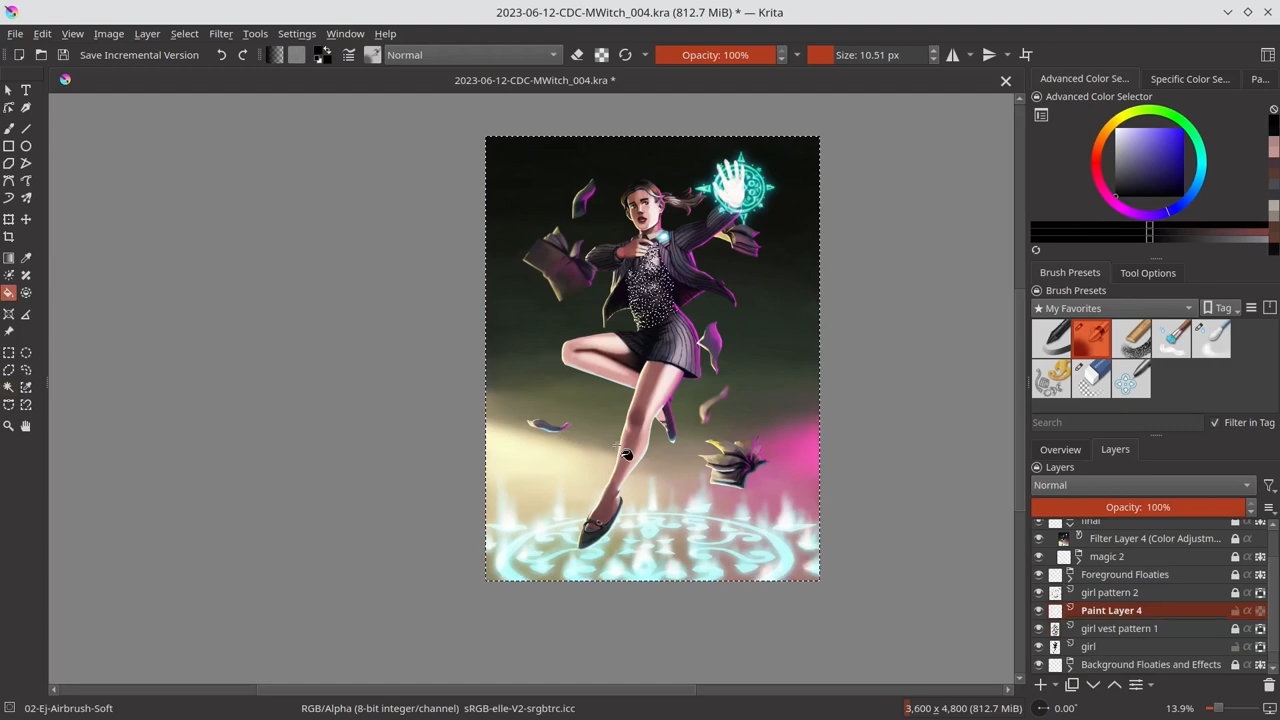 2023-06-12-CDC-MWitch_004.kra (812.7 MiB) * — Krita
File Edit View Image Layer Select Filter Tools Settings Window Help
Save Incremental Version Normal Opacity: 100% Size: 10.51 px
2023-06-12-CDC-MWitch_004.kra *
Advanced Color Se... Specific Color Se... Pa...
Advanced Color Selector
Brush Presets Tool Options
Brush Presets
★ My Favorites Tag
Search Filter in Tag
Overview Layers
Layers
Normal
Opacity: 100%
final
Filter Layer 4 (Color Adjustm...
magic 2
Foreground Floaties
girl pattern 2
Paint Layer 4
girl vest pattern 1
girl
Background Floaties and Effects
02-Ej-Airbrush-Soft RGB/Alpha (8-bit integer/channel) sRGB-elle-V2-srgbtrc.icc 3,600 x 4,800 (812.7 MiB) 0.00° 13.9%